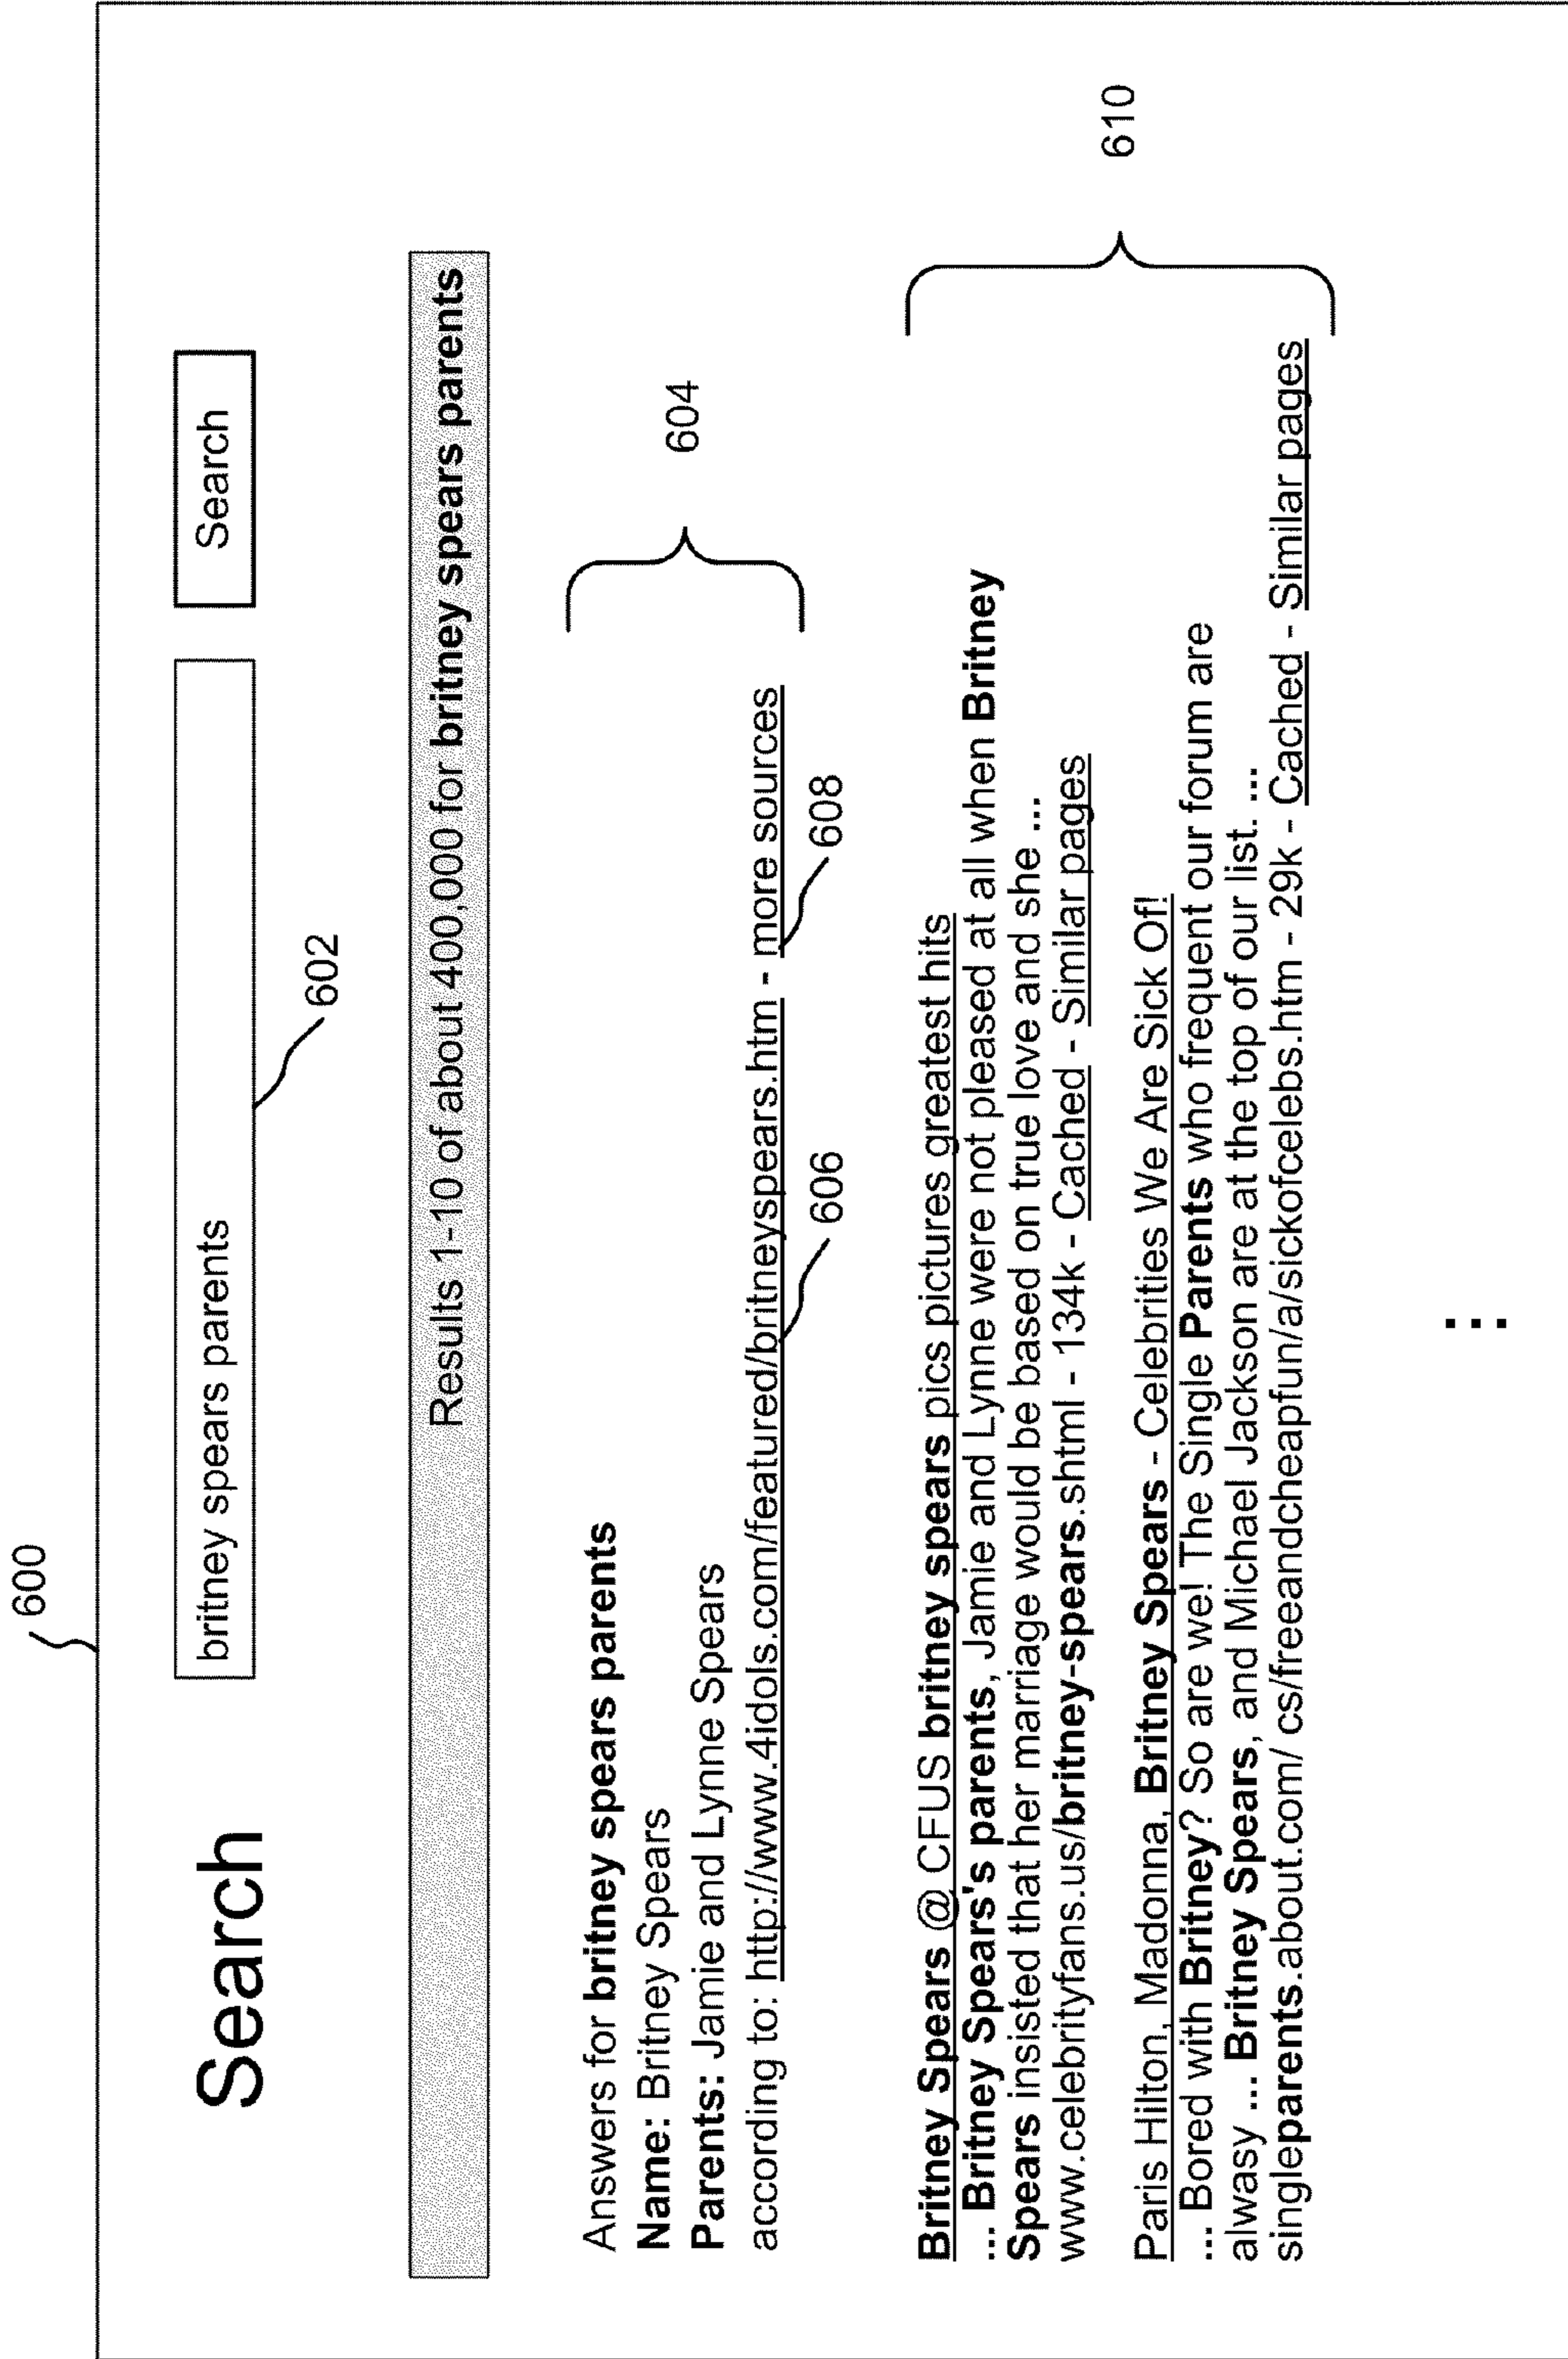 600
Search
britney spears parents
Search
602
Results 1-10 of about 400,000 for britney spears parents
Answers for britney spears parents
Name: Britney Spears
Parents: Jamie and Lynne Spears
according to: http://www.4idols.com/featured/britneyspears.htm - more sources
604
606
608
Britney Spears @ CFUS britney spears pics pictures greatest hits
... Britney Spears's parents, Jamie and Lynne were not pleased at all when Britney
Spears insisted that her marriage would be based on true love and she ...
www.celebrityfans.us/britney-spears.shtml - 134k - Cached - Similar pages
Paris Hilton, Madonna, Britney Spears - Celebrities We Are Sick Of!
... Bored with Britney? So are we! The Single Parents who frequent our forum are
alwasy ... Britney Spears, and Michael Jackson are at the top of our list. ...
singleparents.about.com/ cs/freeandcheapfun/a/sickofcelebs.htm - 29k - Cached - Similar pages
610
...